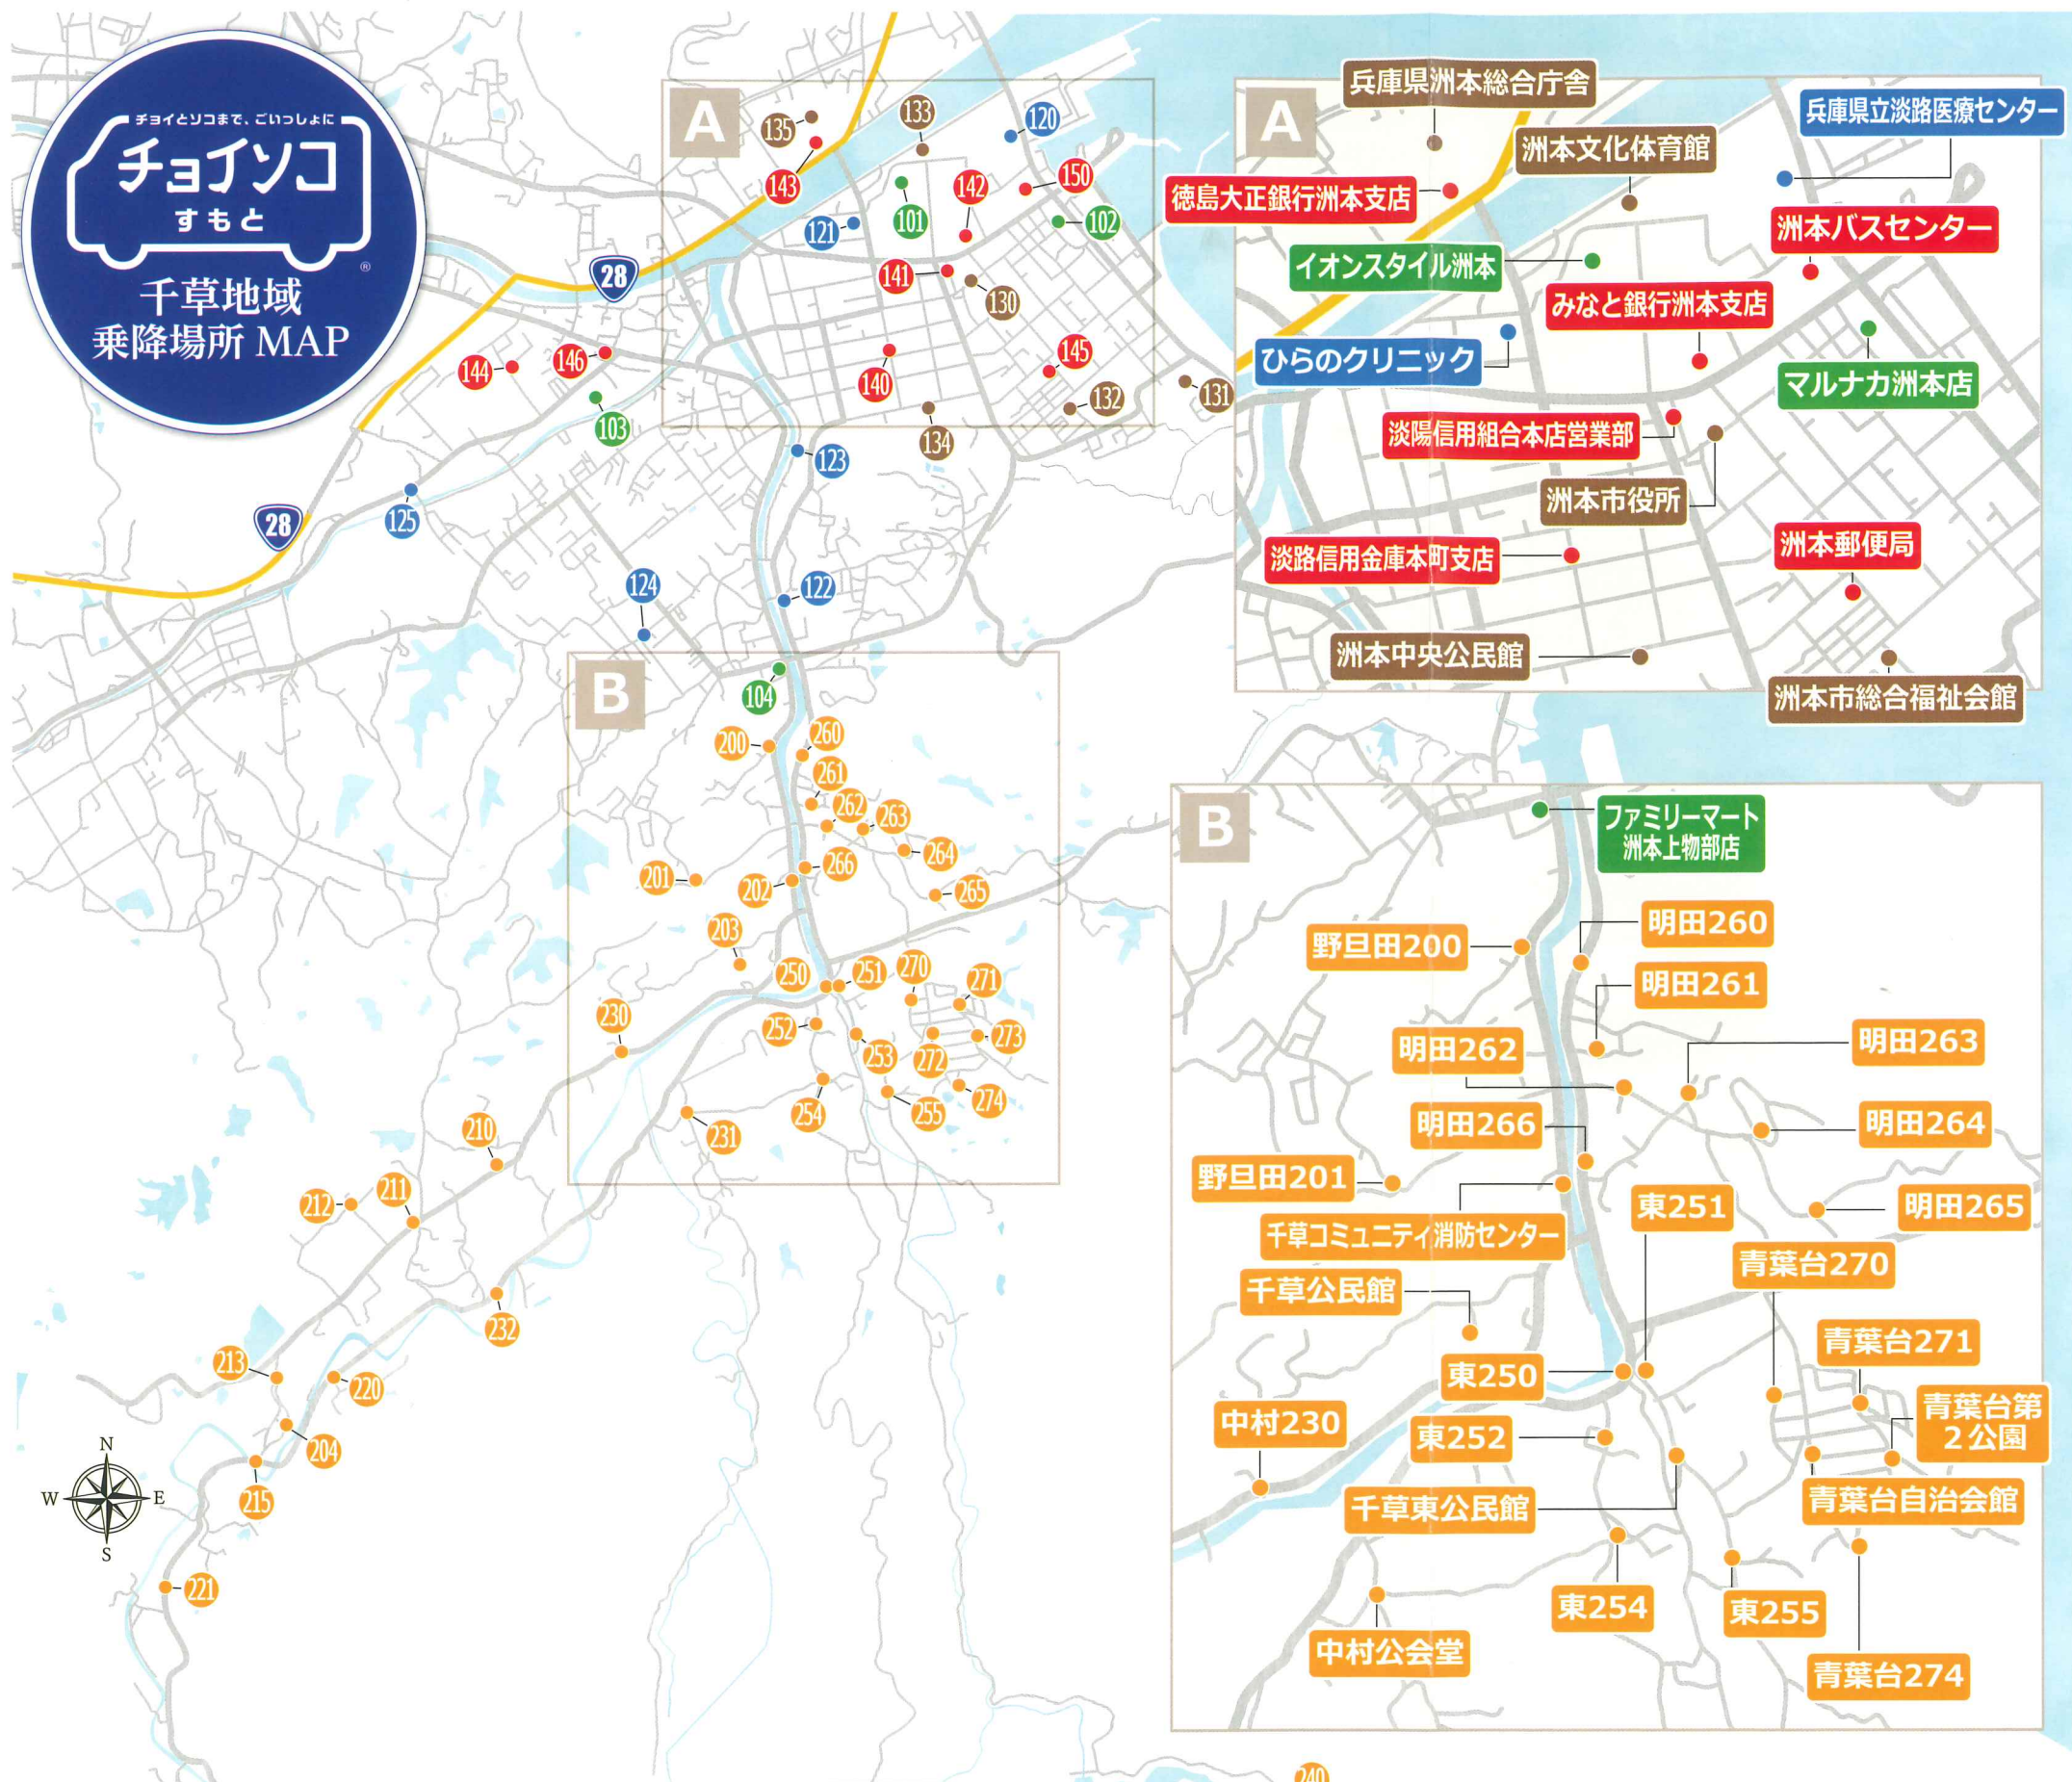 チョイとソコまで、ごいっしょに
チョイソコ
すもと
®
千草地域
乗降場所 MAP
28
28
A
135
133
120
143
142
150
101
102
121
141
130
144
146
140
145
103
132
131
134
123
125
124
122
B
104
200
260
261
262
263
264
201
202
266
265
203
250
251
270
271
230
252
253
272
273
254
255
274
231
210
212
211
232
213
220
204
215
221
240
N
W
E
S
A
兵庫県洲本総合庁舎
兵庫県立淡路医療センター
洲本文化体育館
徳島大正銀行洲本支店
洲本バスセンター
イオンスタイル洲本
みなと銀行洲本支店
ひらのクリニック
マルナカ洲本店
淡陽信用組合本店営業部
洲本市役所
淡路信用金庫本町支店
洲本郵便局
洲本中央公民館
洲本市総合福祉会館
B
ファミリーマート
洲本上物部店
野旦田200
明田260
明田261
明田262
明田263
明田266
明田264
野旦田201
東251
明田265
千草コミュニティ消防センター
青葉台270
千草公民館
青葉台271
東250
中村230
東252
青葉台第
2公園
千草東公民館
青葉台自治会館
東254
東255
中村公会堂
青葉台274